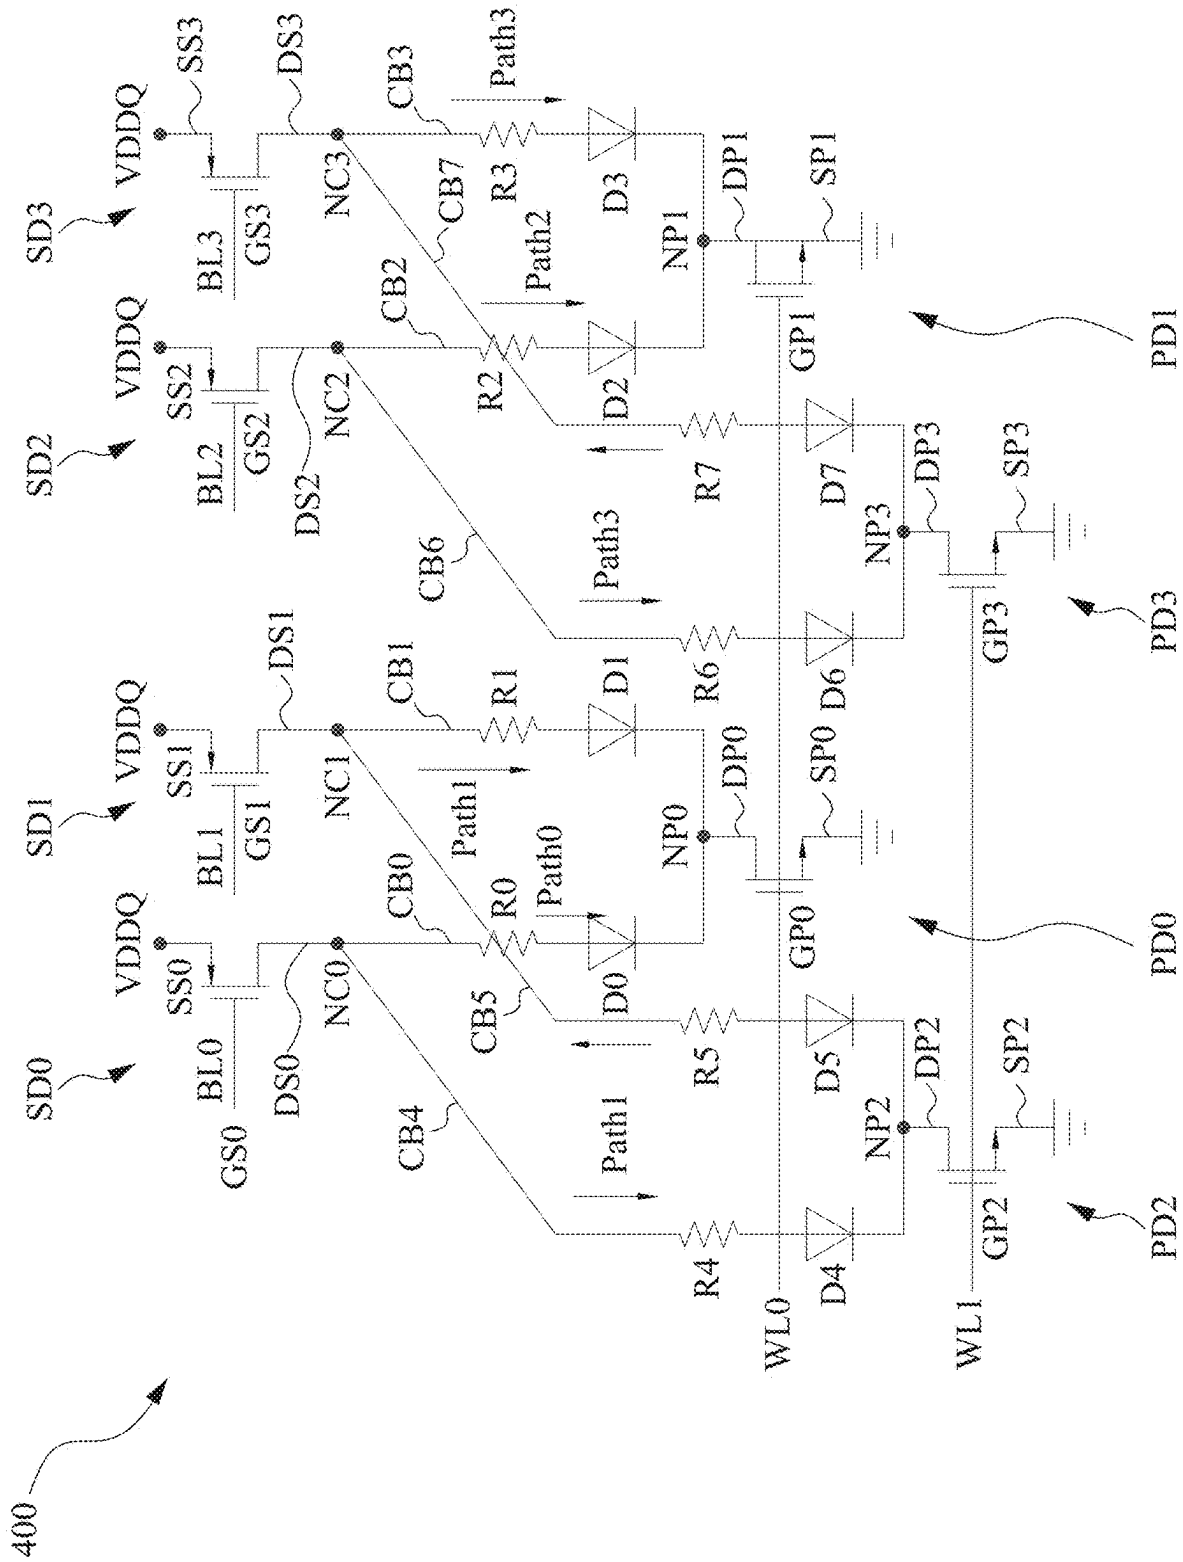 400
SD0
SD1
SD2
SD3
VDDQ
VDDQ
VDDQ
VDDQ
SS0
SS1
SS2
SS3
BL0
BL1
BL2
BL3
GS0
GS1
GS2
GS3
DS0
DS1
DS2
DS3
NC0
NC1
NC2
NC3
CB4
CB0
CB1
CB6
CB2
CB3
CB5
CB7
Path1
Path0
Path1
Path3
Path2
Path3
R0
R1
R2
R3
D0
D1
D2
D3
NP0
NP1
R4
R5
R6
R7
DP0
DP1
SP0
SP1
WL0
GP0
GP1
D4
D5
D6
D7
NP2
NP3
DP2
DP3
PD0
PD1
WL1
GP2
GP3
SP2
SP3
PD2
PD3